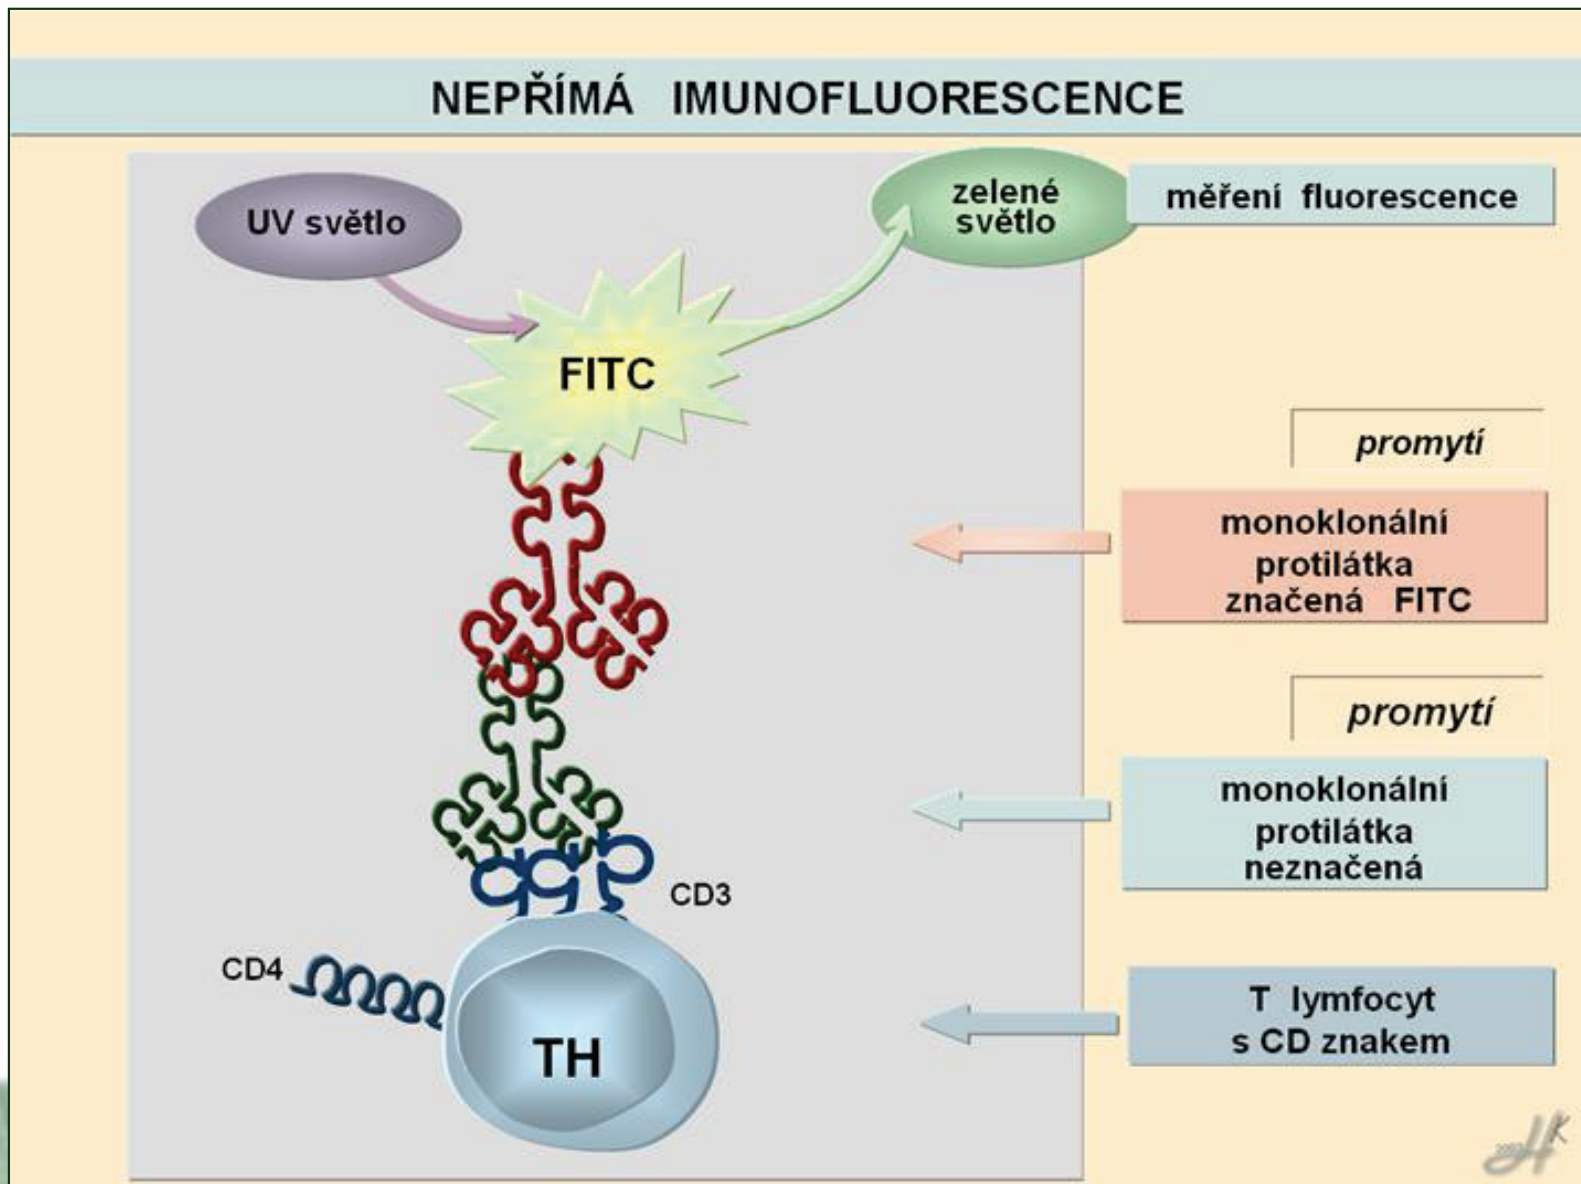 NEPŘÍMÁ IMUNOFLUORESCENCE
UV světlo
zelené
světlo
měření fluorescence
FITC
promytí
monoklonální
protilátka
značená FITC
promytí
monoklonální
protilátka
neznačená
CD3
CD4
TH
T lymfocyt
s CD znakem